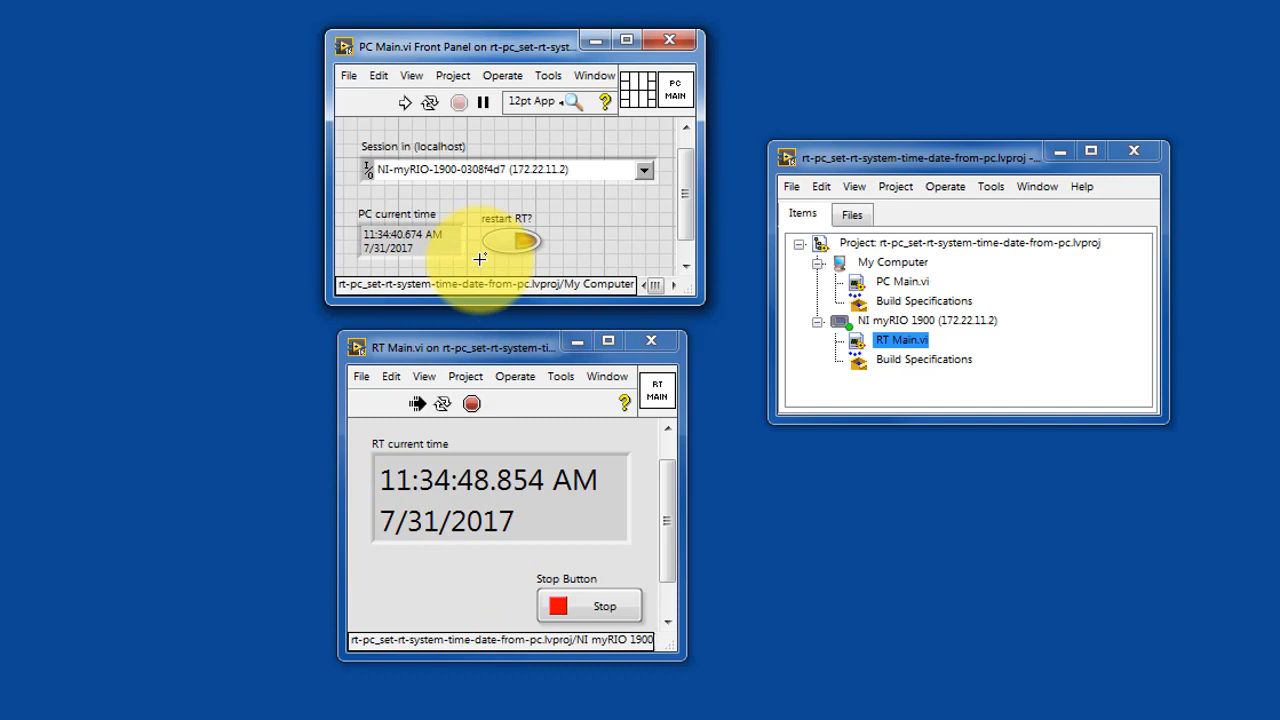 PC Main.vi Front Panel on rt-pc_set-rt-syst...
File Edit View Project Operate Tools Window
PC MAIN
12pt App
?
Session in (localhost)
I/O NI-myRIO-1900-0308f4d7 (172.22.11.2)
PC current time
11:34:40.674 AM
7/31/2017
restart RT?
rt-pc_set-rt-system-time-date-from-pc.lvproj/My Computer
RT Main.vi on rt-pc_set-rt-system-ti...
File Edit View Project Operate Tools Window
RT MAIN
?
RT current time
11:34:48.854 AM
7/31/2017
Stop Button
Stop
rt-pc_set-rt-system-time-date-from-pc.lvproj/NI myRIO 1900
rt-pc_set-rt-system-time-date-from-pc.lvproj -...
File Edit View Project Operate Tools Window Help
Items Files
Project: rt-pc_set-rt-system-time-date-from-pc.lvproj
My Computer
PC Main.vi
Build Specifications
NI myRIO 1900 (172.22.11.2)
RT Main.vi
Build Specifications